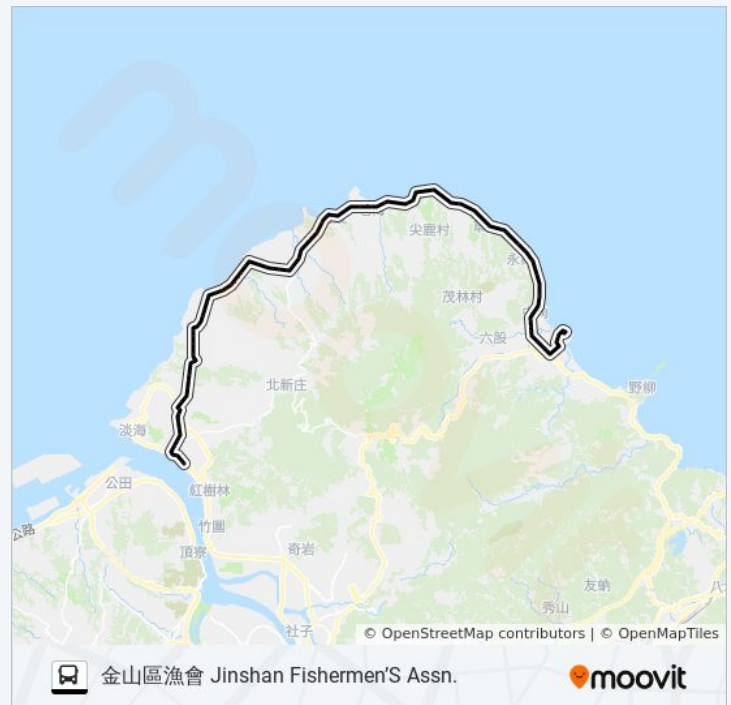 尖鹿村
茂林村
六股
北新庄
野柳
淡海
公田
紅樹林
公路
竹圍
頂寮
奇岩
友蚋
秀山
社子
© OpenStreetMap contributors | © OpenMapTiles
金山區漁會 Jinshan Fishermen’S Assn.
moovit